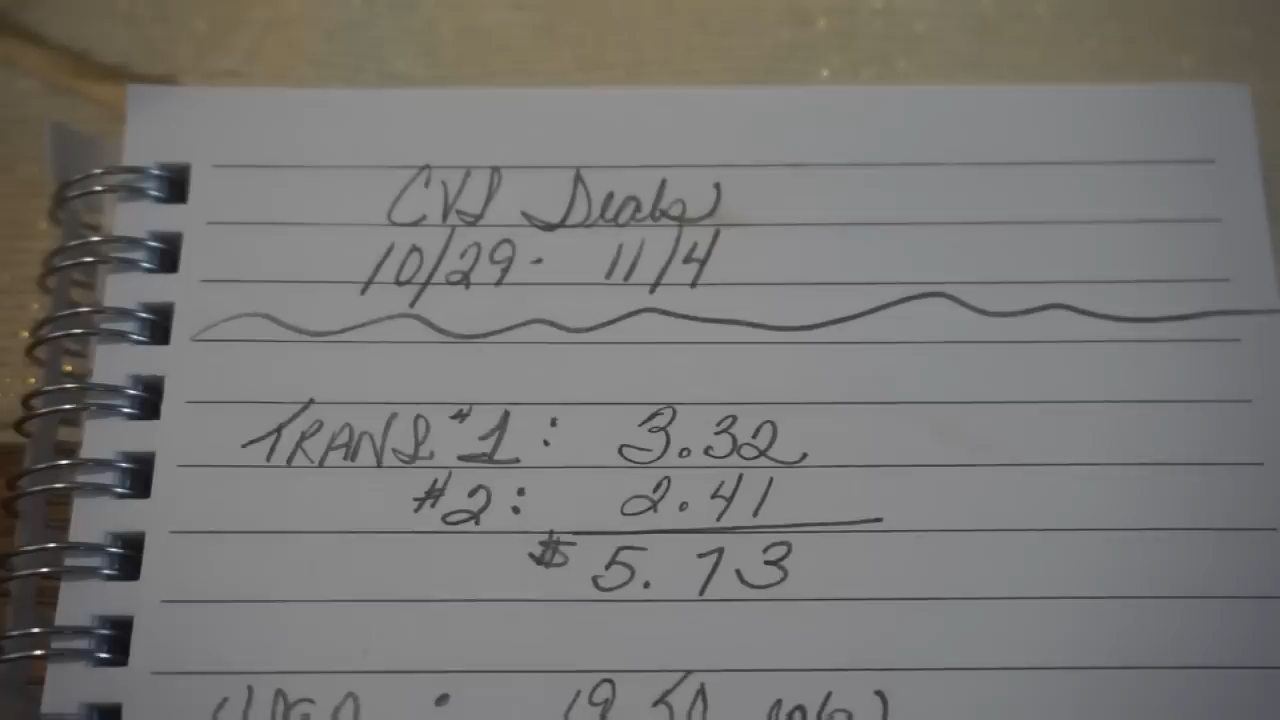 CVS Deals
10/29 - 11/4
TRANS #1: 3.32
#2: 2.41
$5.73